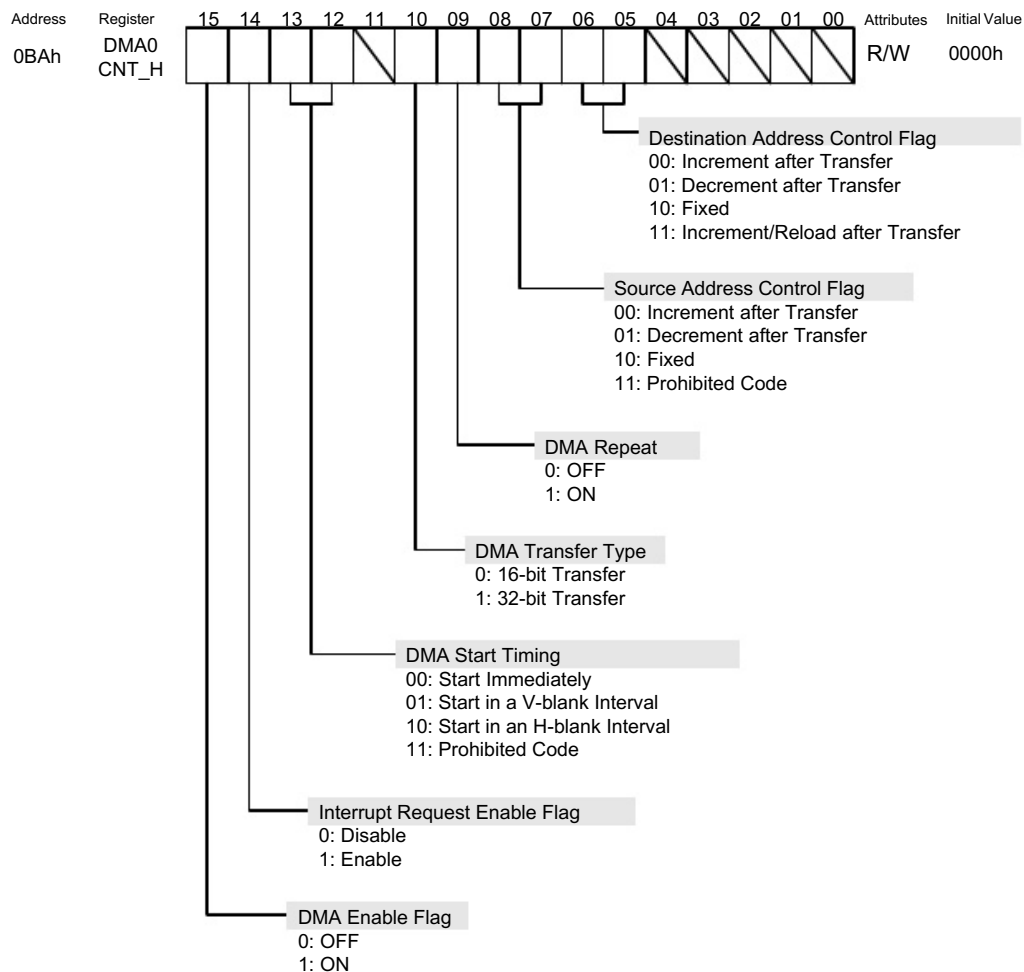 Address Register 15 14 13 12 11 10 09 08 07 06 05 04 03 02 01 00 Attributes Initial Value
0BAh DMA0 CNT_H R/W 0000h
Destination Address Control Flag
00: Increment after Transfer
01: Decrement after Transfer
10: Fixed
11: Increment/Reload after Transfer
Source Address Control Flag
00: Increment after Transfer
01: Decrement after Transfer
10: Fixed
11: Prohibited Code
DMA Repeat
0: OFF
1: ON
DMA Transfer Type
0: 16-bit Transfer
1: 32-bit Transfer
DMA Start Timing
00: Start Immediately
01: Start in a V-blank Interval
10: Start in an H-blank Interval
11: Prohibited Code
Interrupt Request Enable Flag
0: Disable
1: Enable
DMA Enable Flag
0: OFF
1: ON